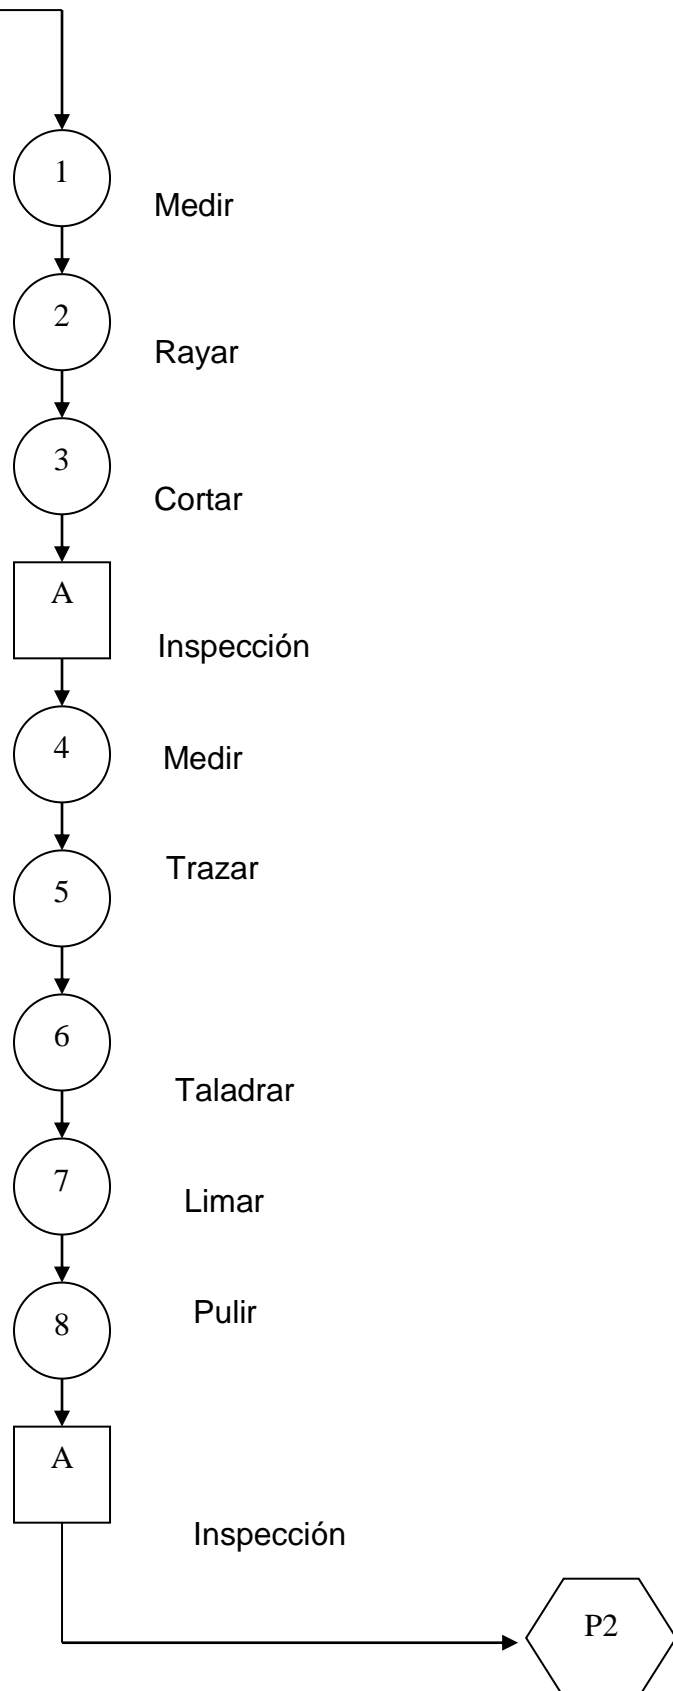 1
Medir
2
Rayar
3
Cortar
A
Inspección
4
Medir
Trazar
5
6
Taladrar
7
Limar
Pulir
8
A
Inspección
P2